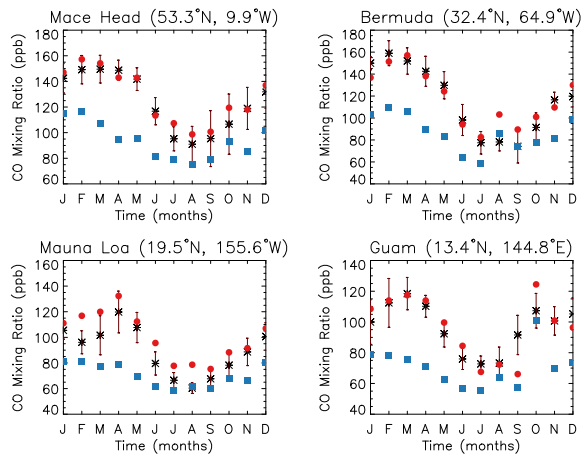 Mace Head (53.3°N, 9.9°W)
CO Mixing Ratio (ppb)
180
160
140
120
100
80
60
J F M A M J J A S O N D
Time (months)
Bermuda (32.4°N, 64.9°W)
CO Mixing Ratio (ppb)
180
160
140
120
100
80
60
40
J F M A M J J A S O N D
Time (months)
Mauna Loa (19.5°N, 155.6°W)
CO Mixing Ratio (ppb)
160
140
120
100
80
60
40
J F M A M J J A S O N D
Time (months)
Guam (13.4°N, 144.8°E)
CO Mixing Ratio (ppb)
140
120
100
80
60
40
J F M A M J J A S O N D
Time (months)